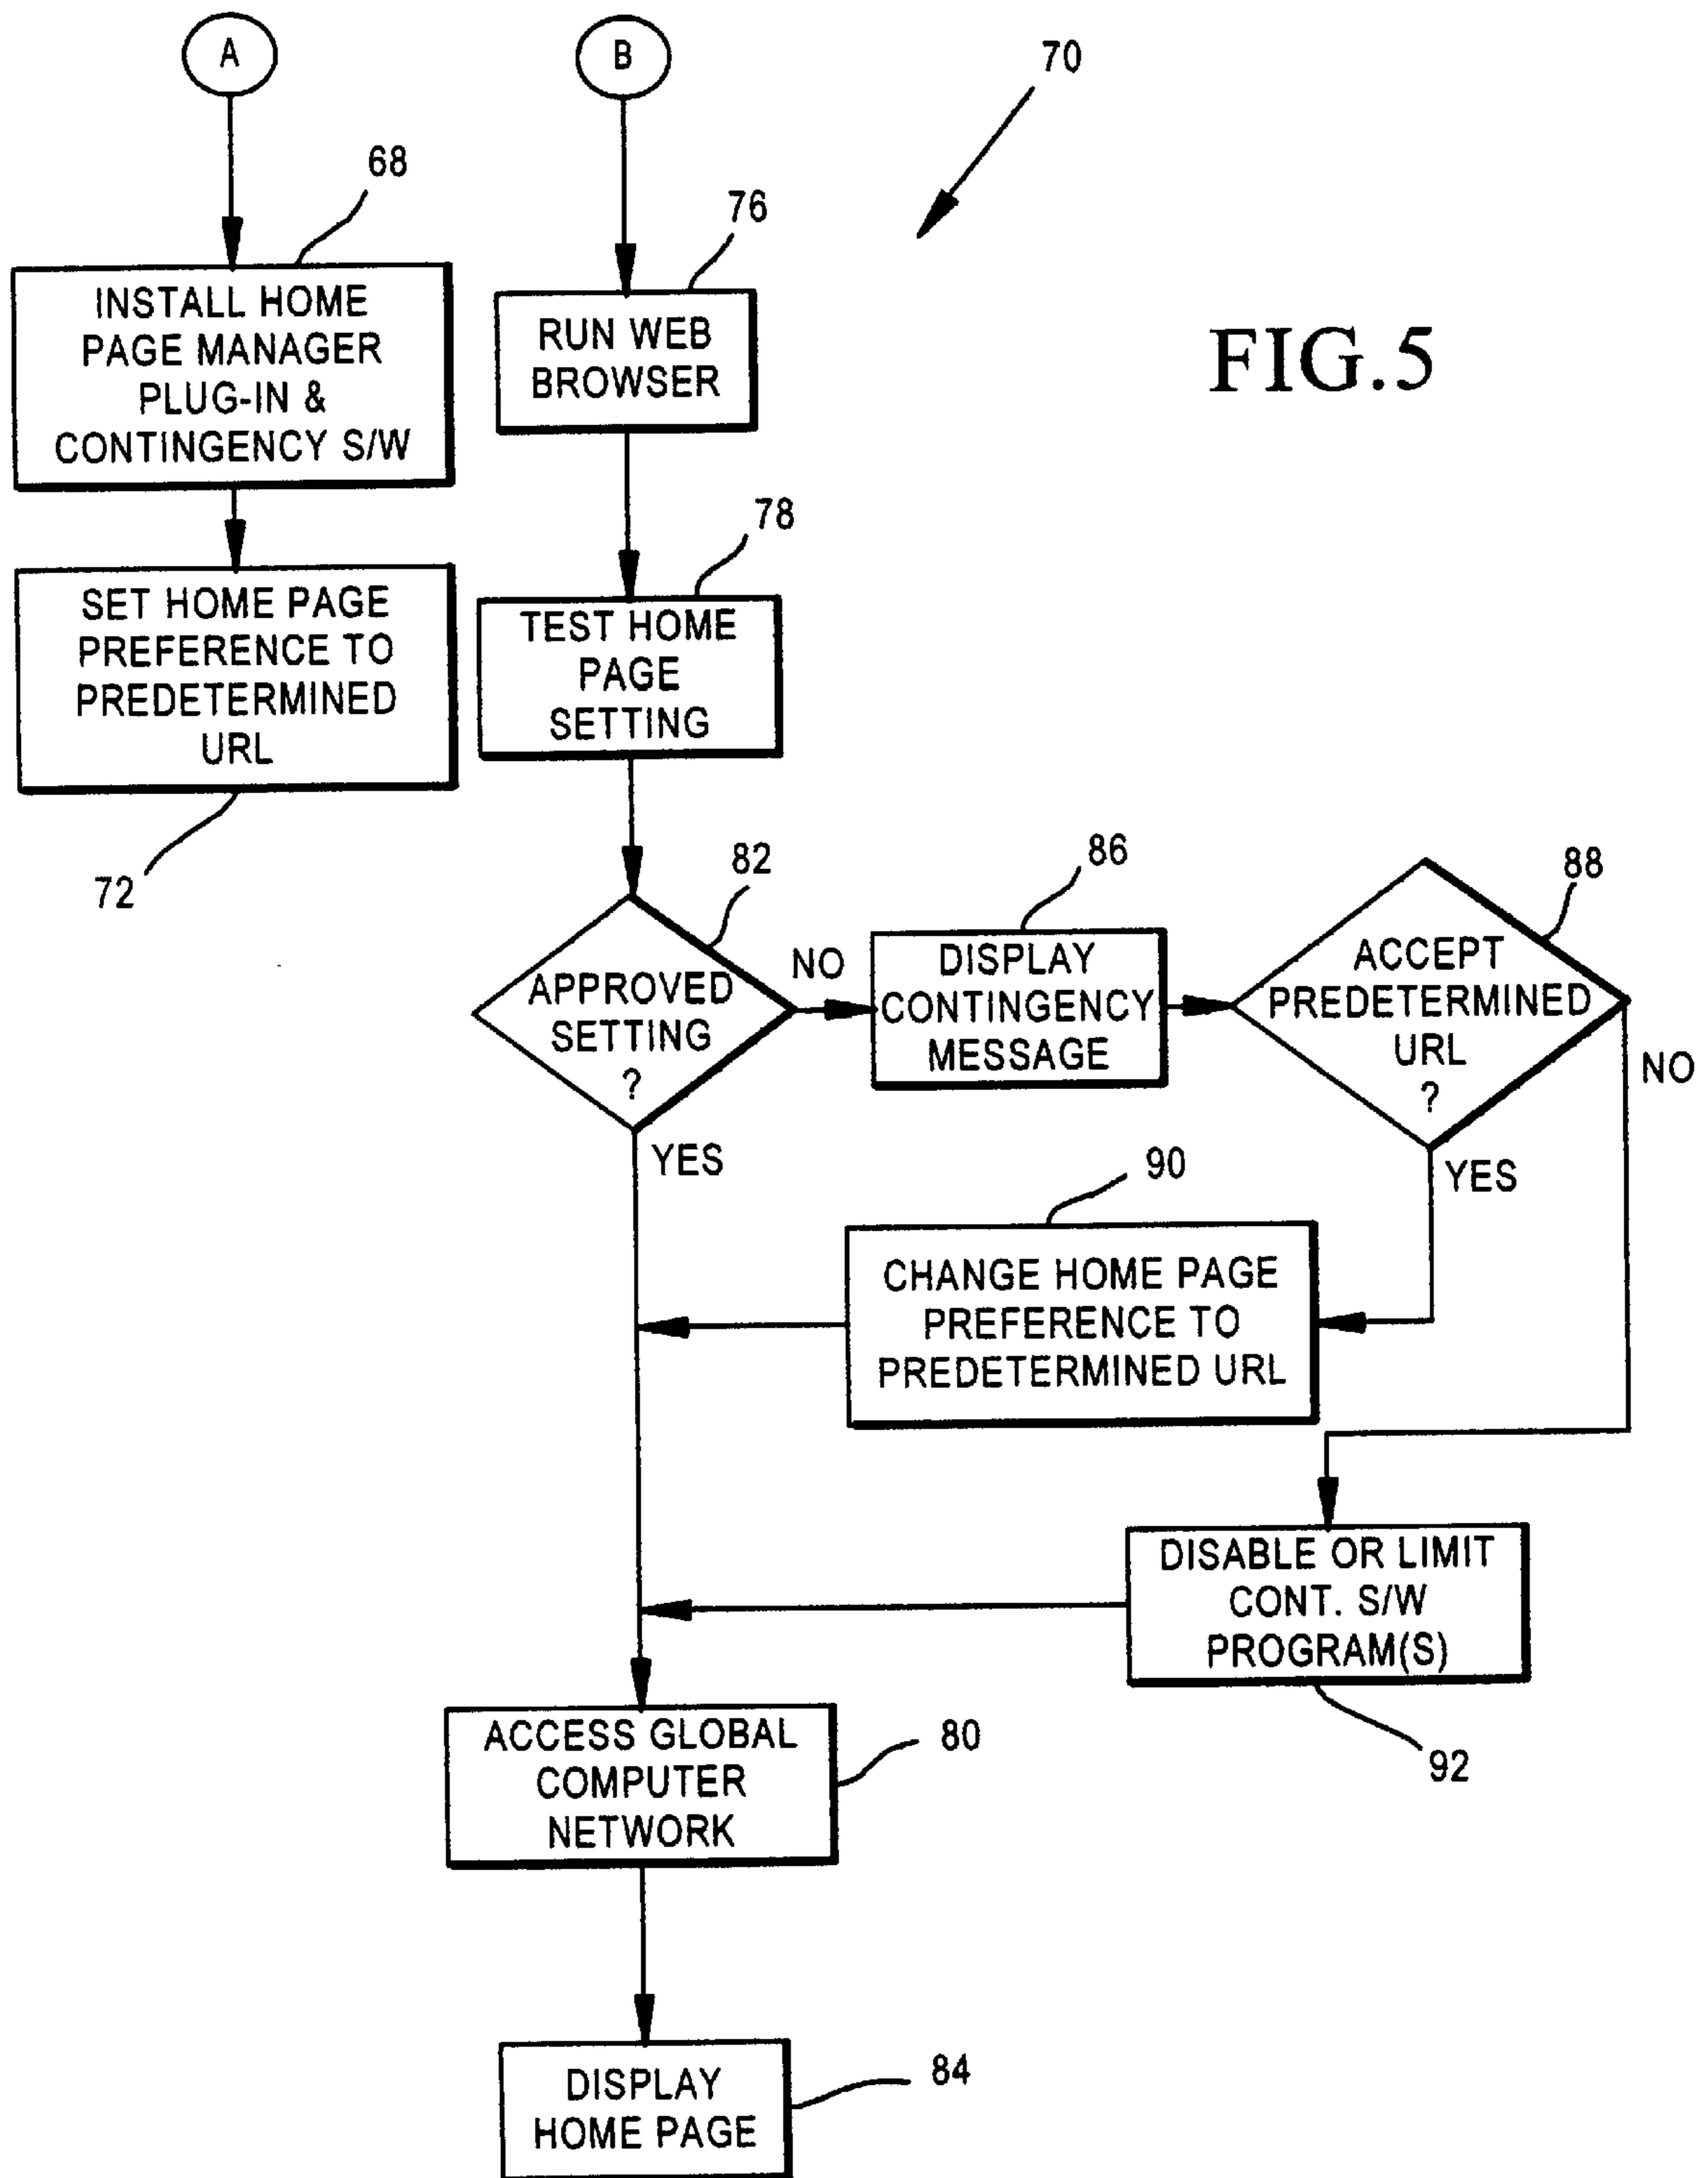 A
B
70
68
76
INSTALL HOME
PAGE MANAGER
PLUG-IN &
CONTINGENCY S/W
RUN WEB
BROWSER
FIG.5
78
SET HOME PAGE
PREFERENCE TO
PREDETERMINED
URL
72
TEST HOME
PAGE
SETTING
82
APPROVED
SETTING
?
NO
YES
86
DISPLAY
CONTINGENCY
MESSAGE
88
ACCEPT
PREDETERMINED
URL
?
NO
YES
90
CHANGE HOME PAGE
PREFERENCE TO
PREDETERMINED URL
DISABLE OR LIMIT
CONT. S/W
PROGRAM(S)
92
ACCESS GLOBAL
COMPUTER
NETWORK
80
DISPLAY
HOME PAGE
84